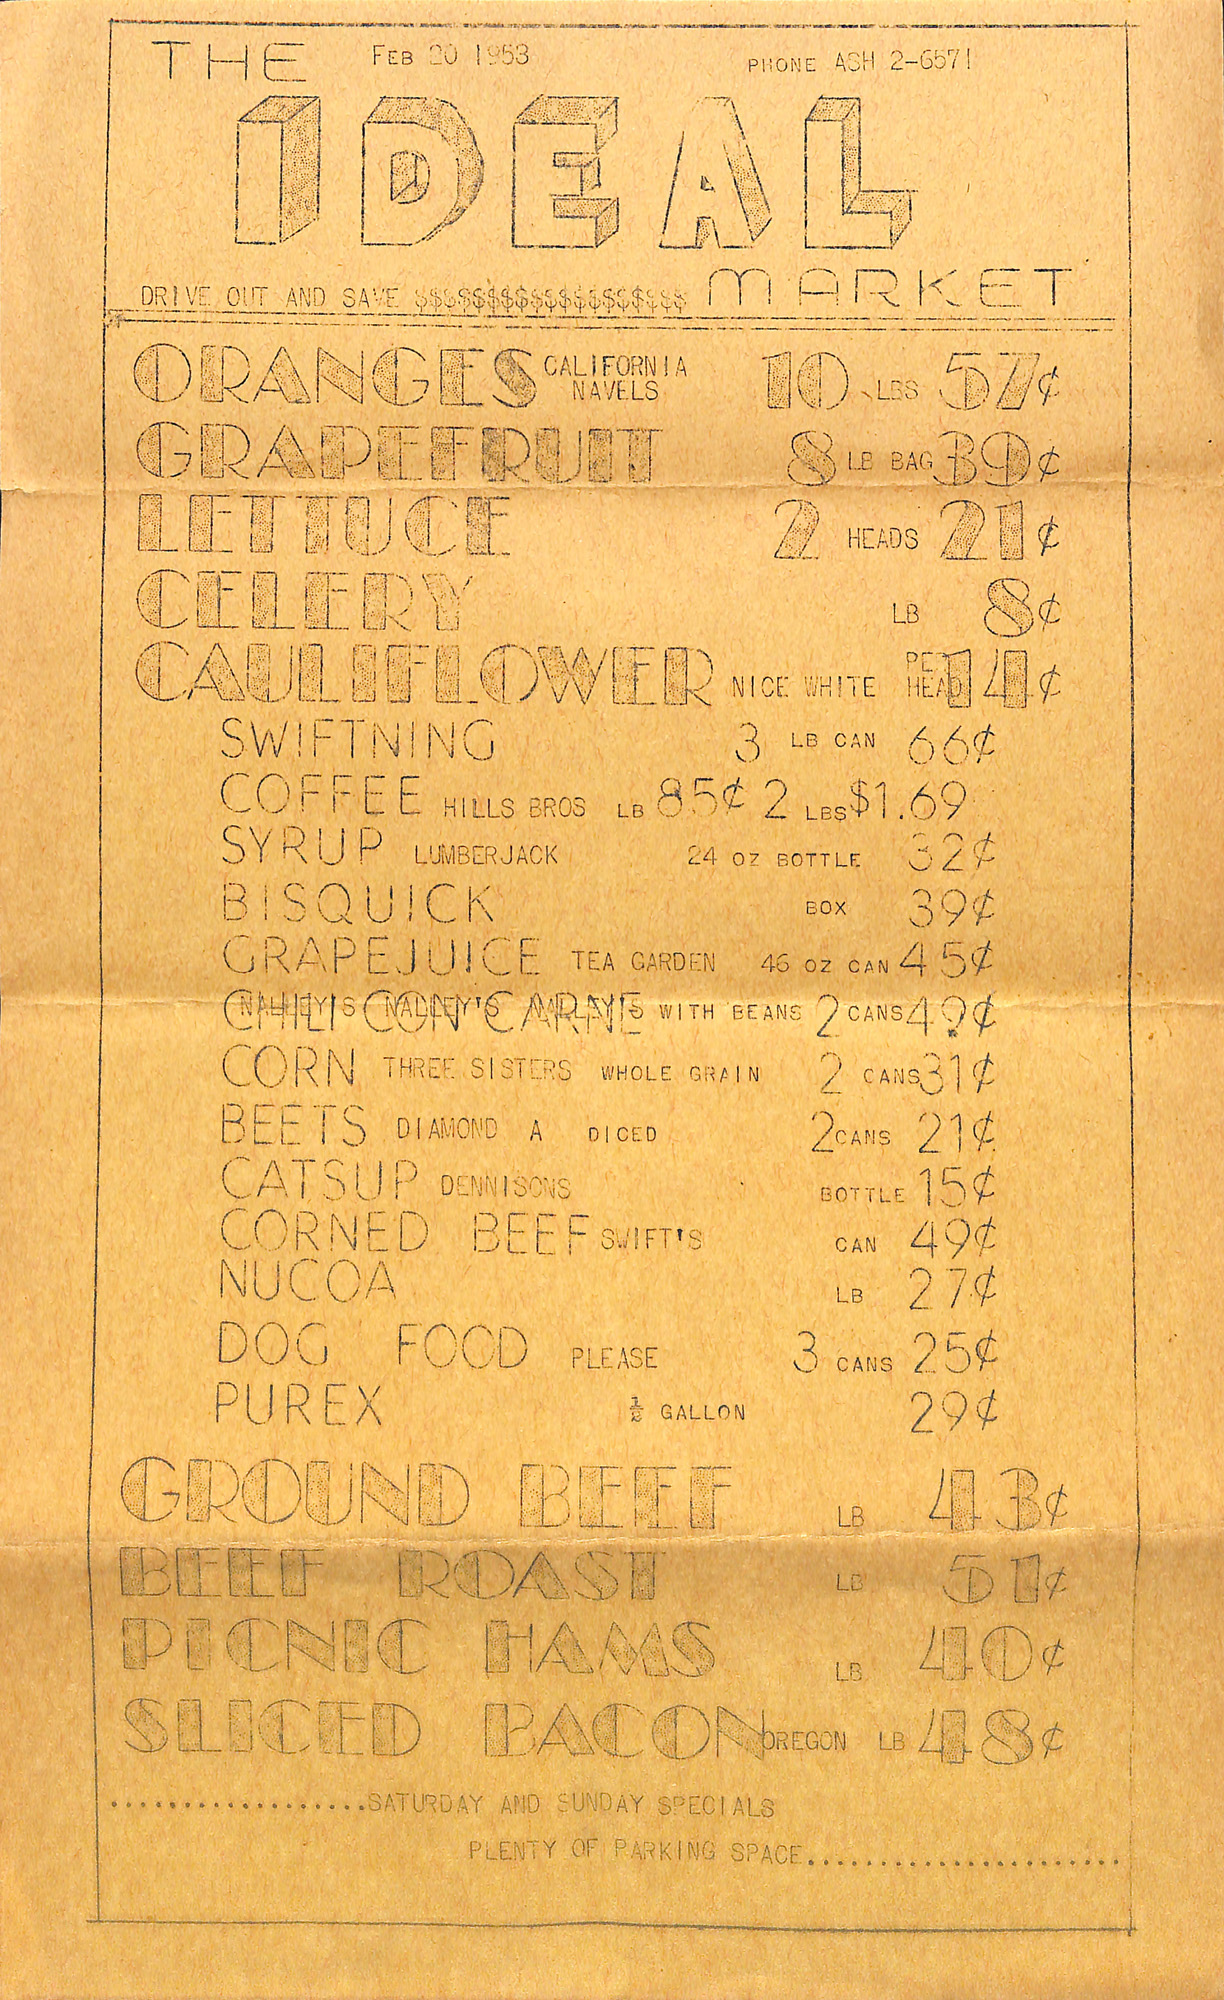 THE FEB 20 1953 PHONE ASH 2-6571
IDEAL
DRIVE OUT AND SAVE $$$$$$$$$$$$$$$$$$$ MARKET
ORANGES CALIFORNIA NAVELS 10 LBS 57¢
GRAPEFRUIT 8 LB BAG 39¢
LETTUCE 2 HEADS 21¢
CELERY LB 8¢
CAULIFLOWER NICE WHITE PER HEAD 14¢
SWIFTNING 3 LB CAN 66¢
COFFEE HILLS BROS LB 85¢ 2 LBS $1.69
SYRUP LUMBERJACK 24 OZ BOTTLE 32¢
BISQUICK BOX 39¢
GRAPEJUICE TEA GARDEN 46 OZ CAN 45¢
CHILI CON CARNE NALLEY'S NALLEY'S NALLEY'S WITH BEANS 2 CANS 49¢
CORN THREE SISTERS WHOLE GRAIN 2 CANS 31¢
BEETS DIAMOND A DICED 2 CANS 21¢
CATSUP DENNISONS BOTTLE 15¢
CORNED BEEF SWIFT'S CAN 49¢
NUCOA LB 27¢
DOG FOOD PLEASE 3 CANS 25¢
PUREX ½ GALLON 29¢
GROUND BEEF LB 43¢
BEEF ROAST LB 51¢
PICNIC HAMS LB 40¢
SLICED BACON OREGON LB 48¢
..................SATURDAY AND SUNDAY SPECIALS
PLENTY OF PARKING SPACE......................